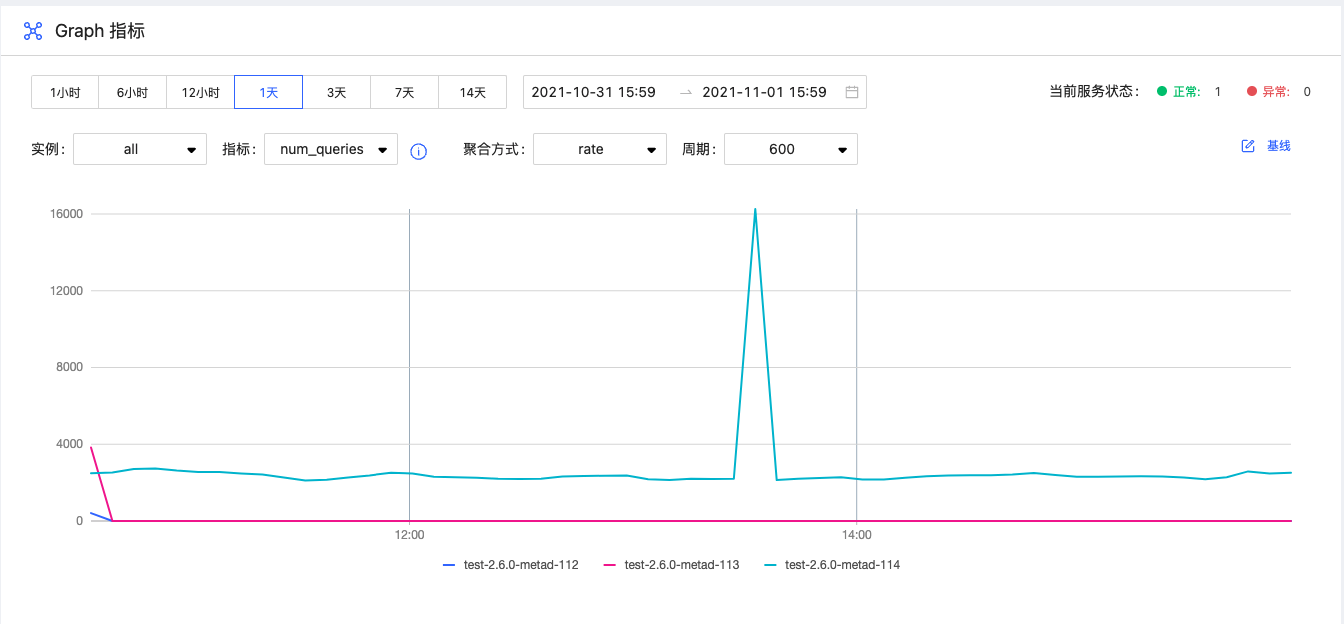 Graph 指标
1小时 6小时 12小时 1天 3天 7天 14天 2021-10-31 15:59 → 2021-11-01 15:59 当前服务状态： 正常: 1 异常: 0
实例： all 指标： num_queries 聚合方式： rate 周期： 600 基线
16000
12000
8000
4000
0
12:00 14:00
test-2.6.0-metad-112 test-2.6.0-metad-113 test-2.6.0-metad-114